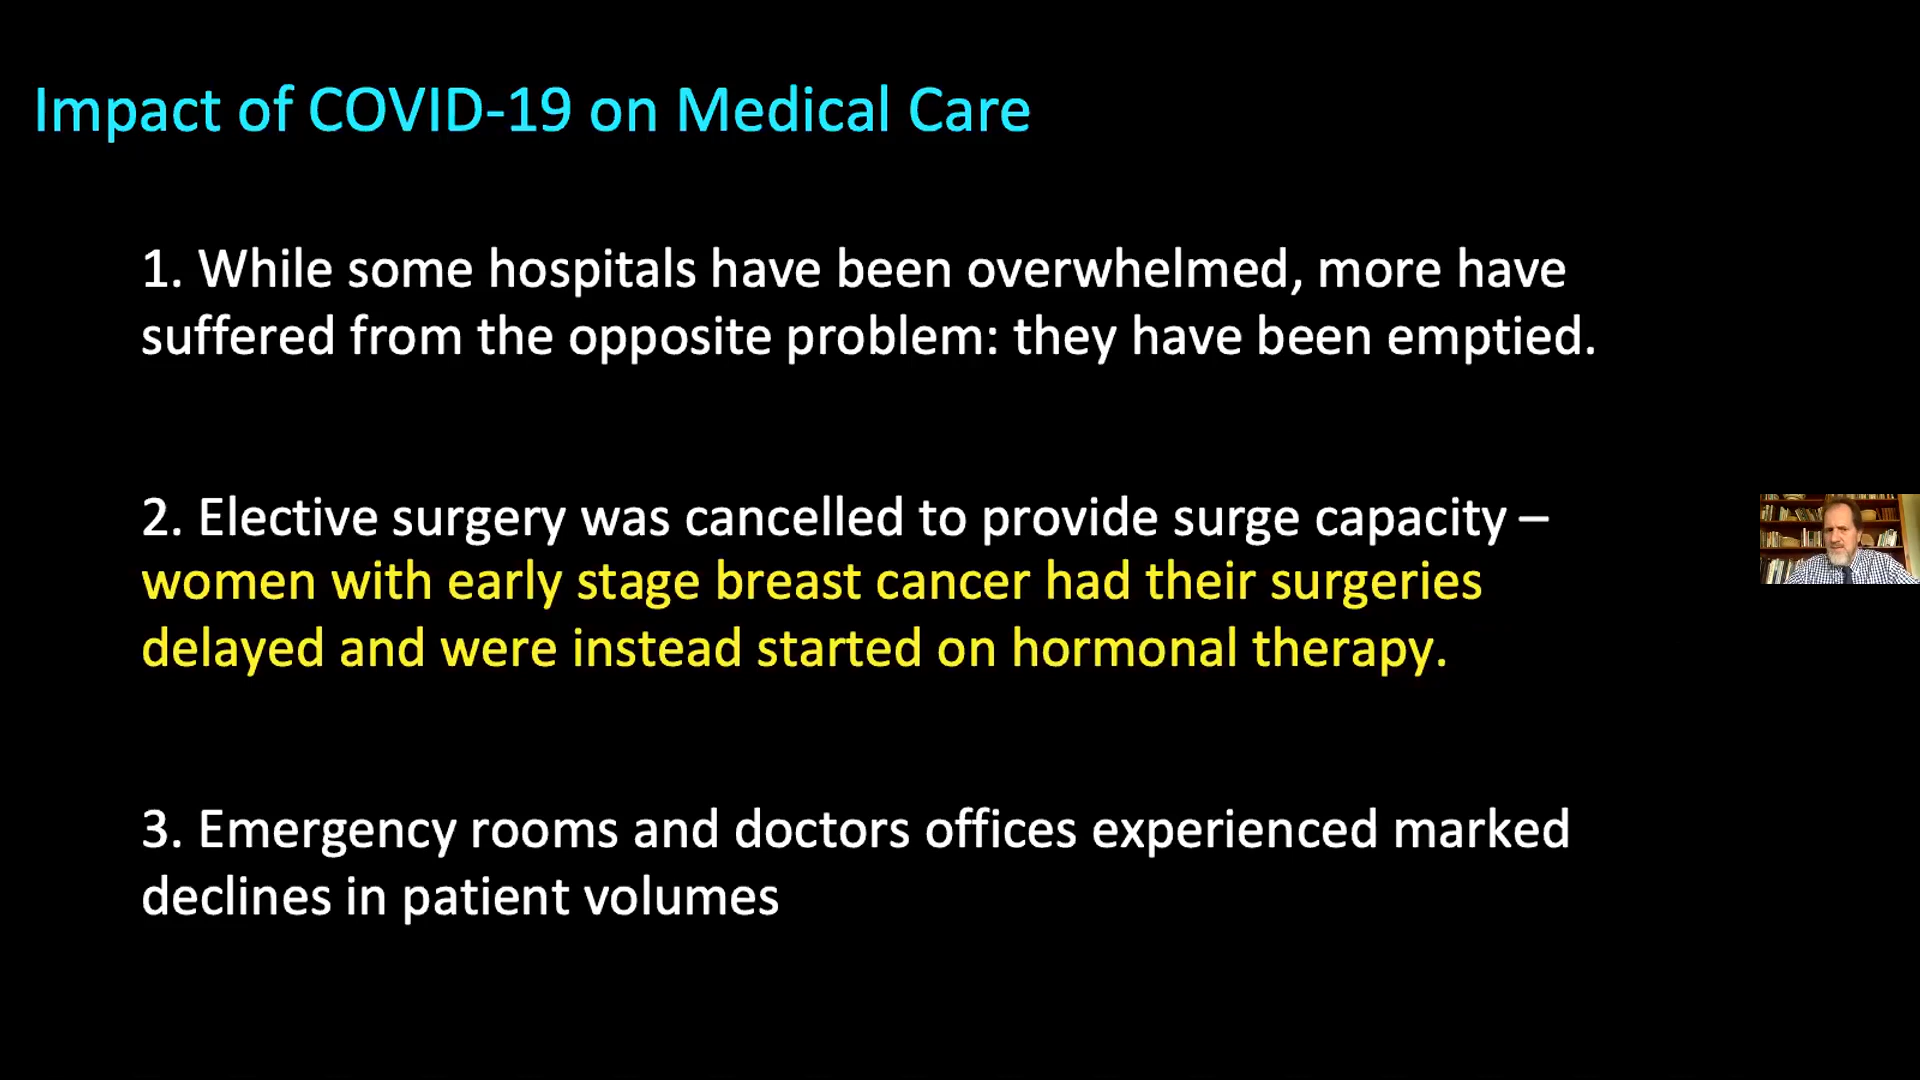 Impact of COVID-19 on Medical Care
1. While some hospitals have been overwhelmed, more have
suffered from the opposite problem: they have been emptied.
2. Elective surgery was cancelled to provide surge capacity –
women with early stage breast cancer had their surgeries
delayed and were instead started on hormonal therapy.
3. Emergency rooms and doctors offices experienced marked
declines in patient volumes